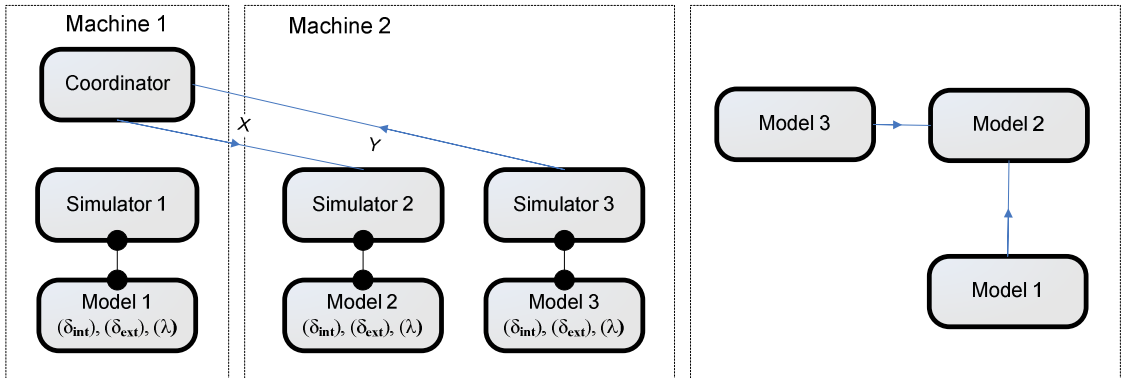 Machine 1
Machine 2
Coordinator
X
Y
Model 3
Model 2
Simulator 1
Simulator 2
Simulator 3
Model 1
Model 1
(δint), (δext), (λ)
Model 2
(δint), (δext), (λ)
Model 3
(δint), (δext), (λ)